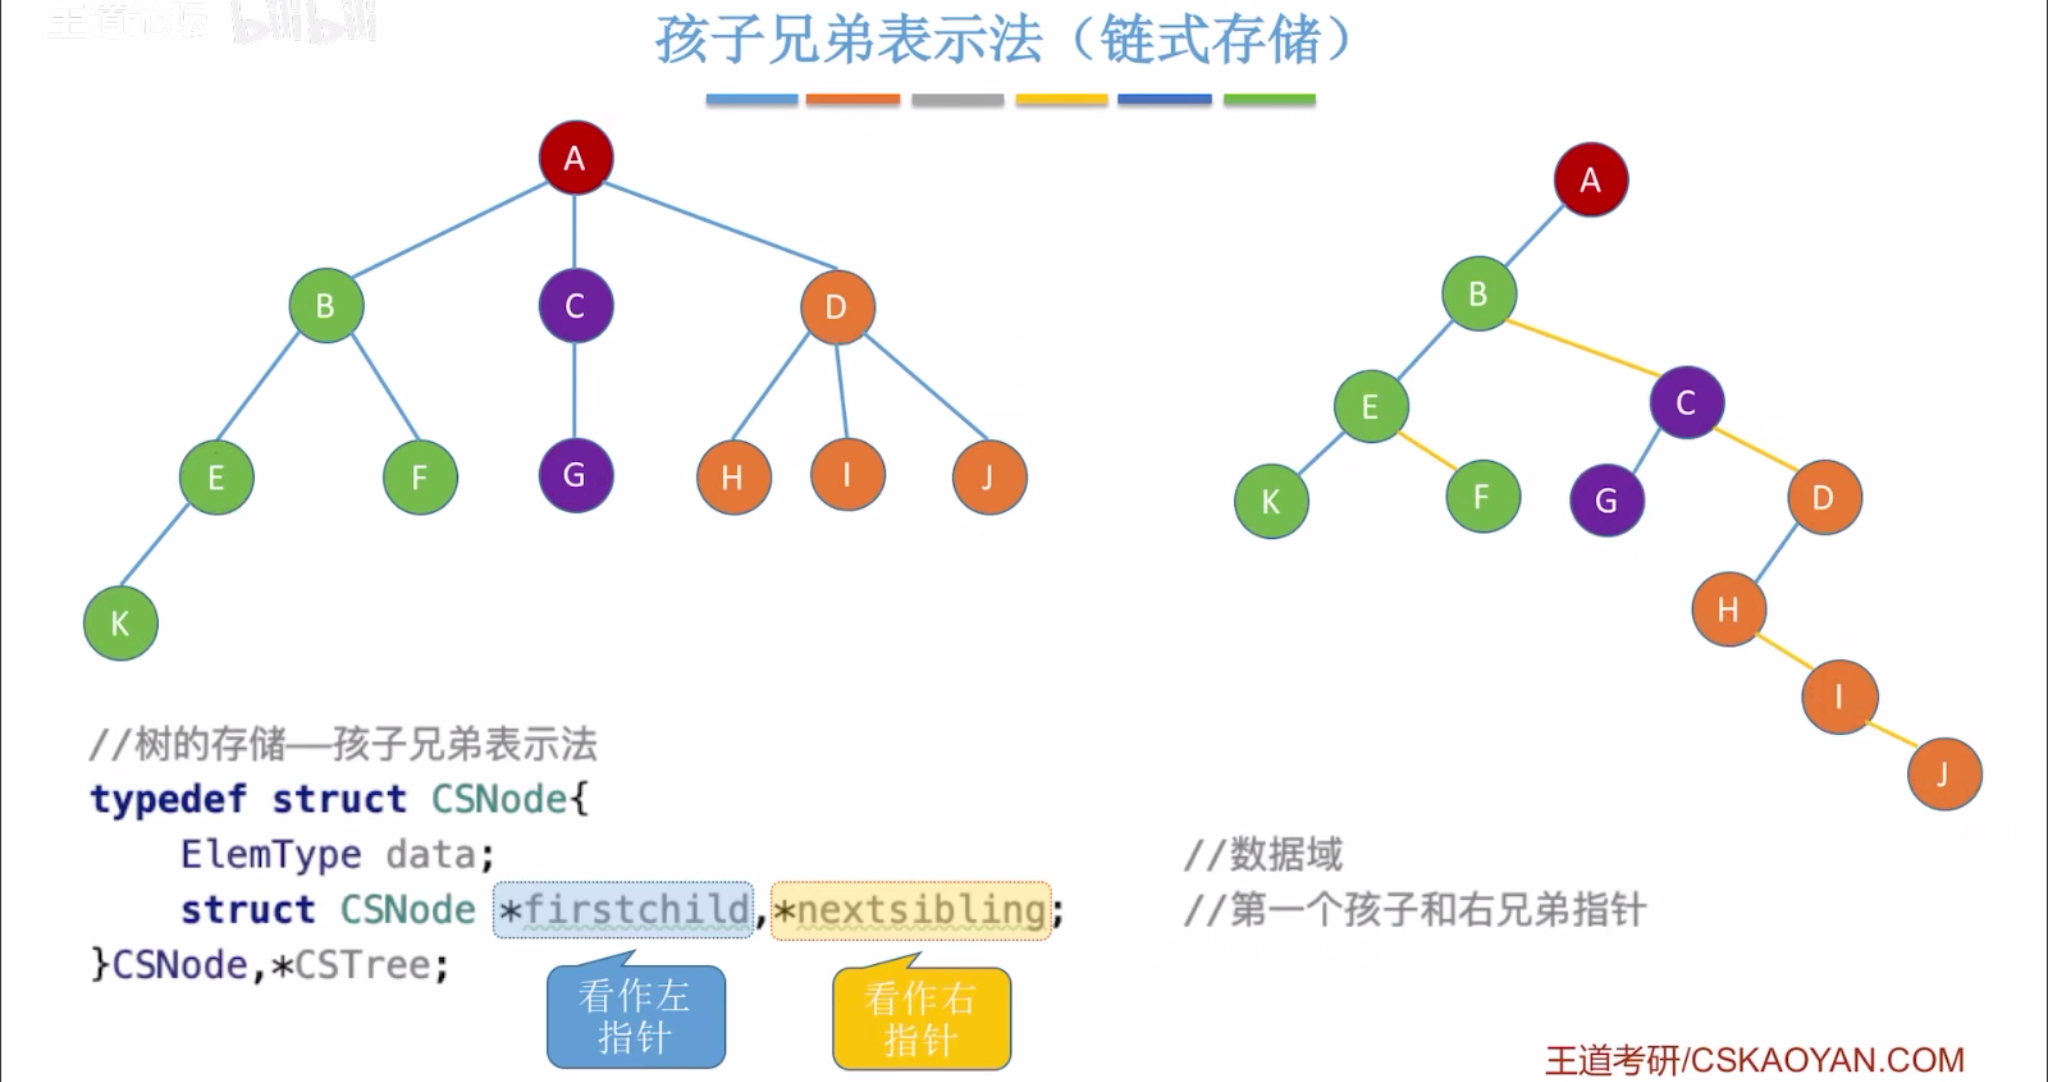 王道论坛 bilibili
孩子兄弟表示法（链式存储）
A
B C D
E F G H I J
K
A
B
E C
K F G D
H
I
J
//树的存储——孩子兄弟表示法
typedef struct CSNode{
ElemType data; //数据域
struct CSNode *firstchild,*nextsibling; //第一个孩子和右兄弟指针
}CSNode,*CSTree;
看作左
指针
看作右
指针
王道考研/CSKAOYAN.COM